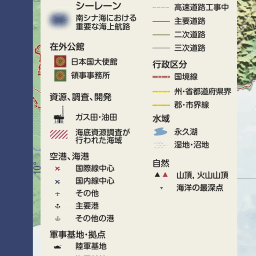 シーレーン
南シナ海における
重要な海上航路
在外公館
日本国大使館
領事事務所
資源、調査、開発
ガス田・油田
海底資源調査が
行われた海域
空港、海港
国際線中心
国内線中心
その他
主要港
その他の港
軍事基地・拠点
陸軍基地
高速道路工事中
主要道路
二次道路
三次道路
行政区分
国境線
州・省都道府県界
郡・市界線
水域
永久湖
湿地・沼地
自然
山頂, 火山山頂
海洋の最深点